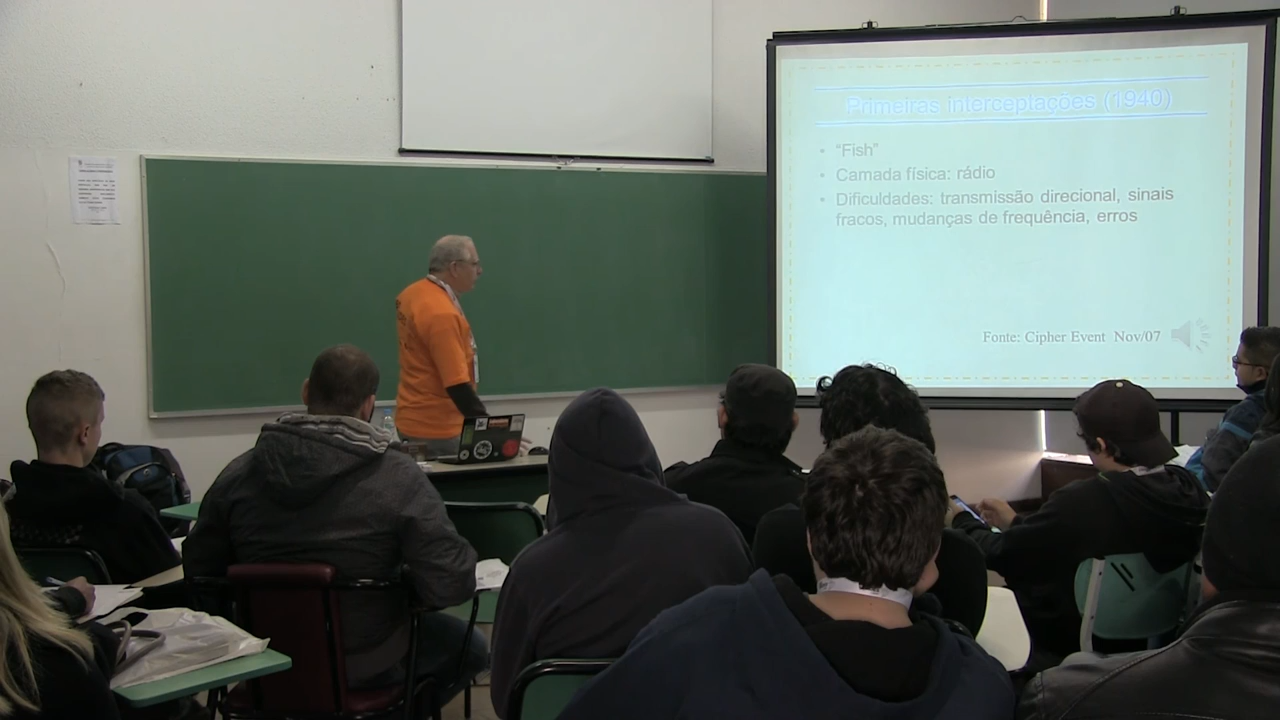 Primeiras interceptações (1940)
• "Fish"
• Camada física: rádio
• Dificuldades: transmissão direcional, sinais
fracos, mudanças de frequência, erros
Fonte: Cipher Event Nov/07